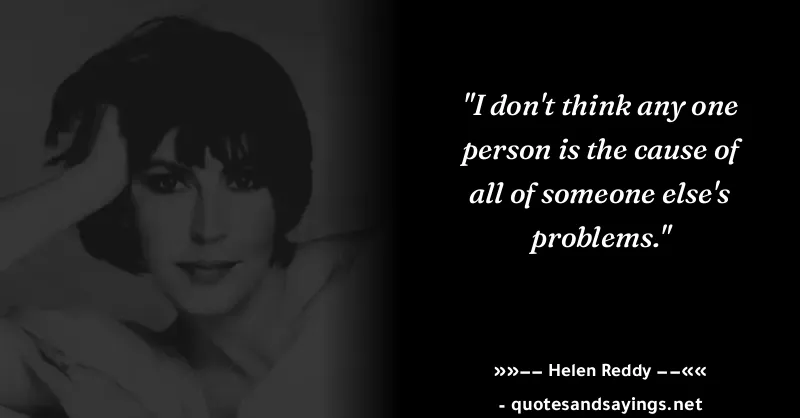 "I don't think any one
person is the cause of
all of someone else's
problems."
»»–– Helen Reddy ––««
- quotesandsayings.net